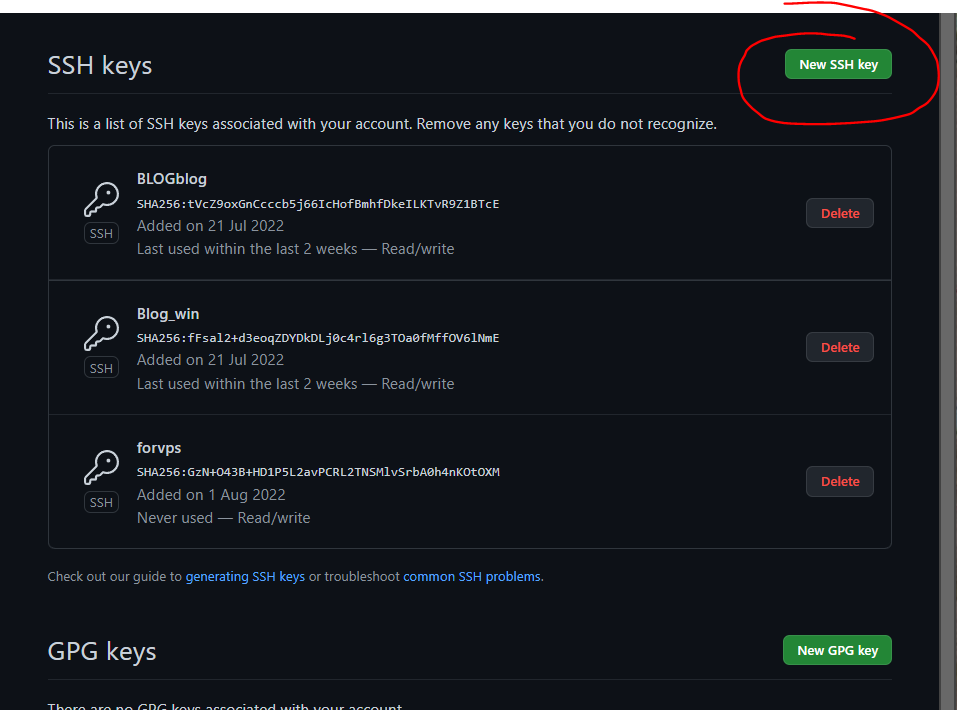 SSH keys
New SSH key
This is a list of SSH keys associated with your account. Remove any keys that you do not recognize.
BLOGblog
SHA256:tVcZ9oxGnCcccb5j66IcHofBmhfDkeILKTvR9Z1BTcE
Added on 21 Jul 2022
Last used within the last 2 weeks — Read/write
SSH
Delete
Blog_win
SHA256:fFsal2+d3eoqZDYDkDLj0c4rl6g3TOa0fMffOV6lNmE
Added on 21 Jul 2022
Last used within the last 2 weeks — Read/write
SSH
Delete
forvps
SHA256:GzN+O43B+HD1P5L2avPCRL2TNSMlvSrbA0h4nKOtOXM
Added on 1 Aug 2022
Never used — Read/write
SSH
Delete
Check out our guide to generating SSH keys or troubleshoot common SSH problems.
GPG keys
New GPG key
There are no GPG keys associated with your account.